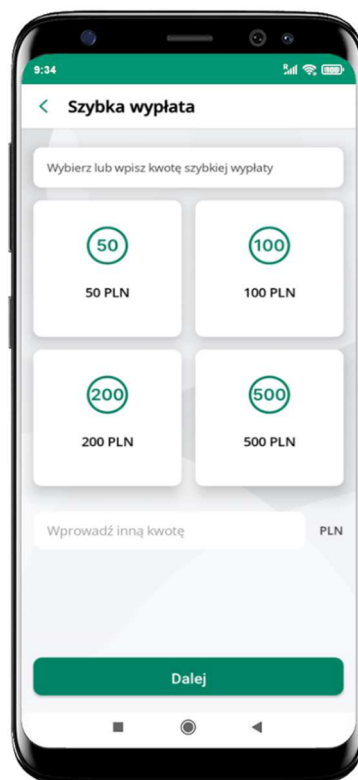 9:34
Szybka wypłata
Wybierz lub wpisz kwotę szybkiej wypłaty
50 100
50 PLN 100 PLN
200 500
200 PLN 500 PLN
Wprowadź inną kwotę PLN
Dalej